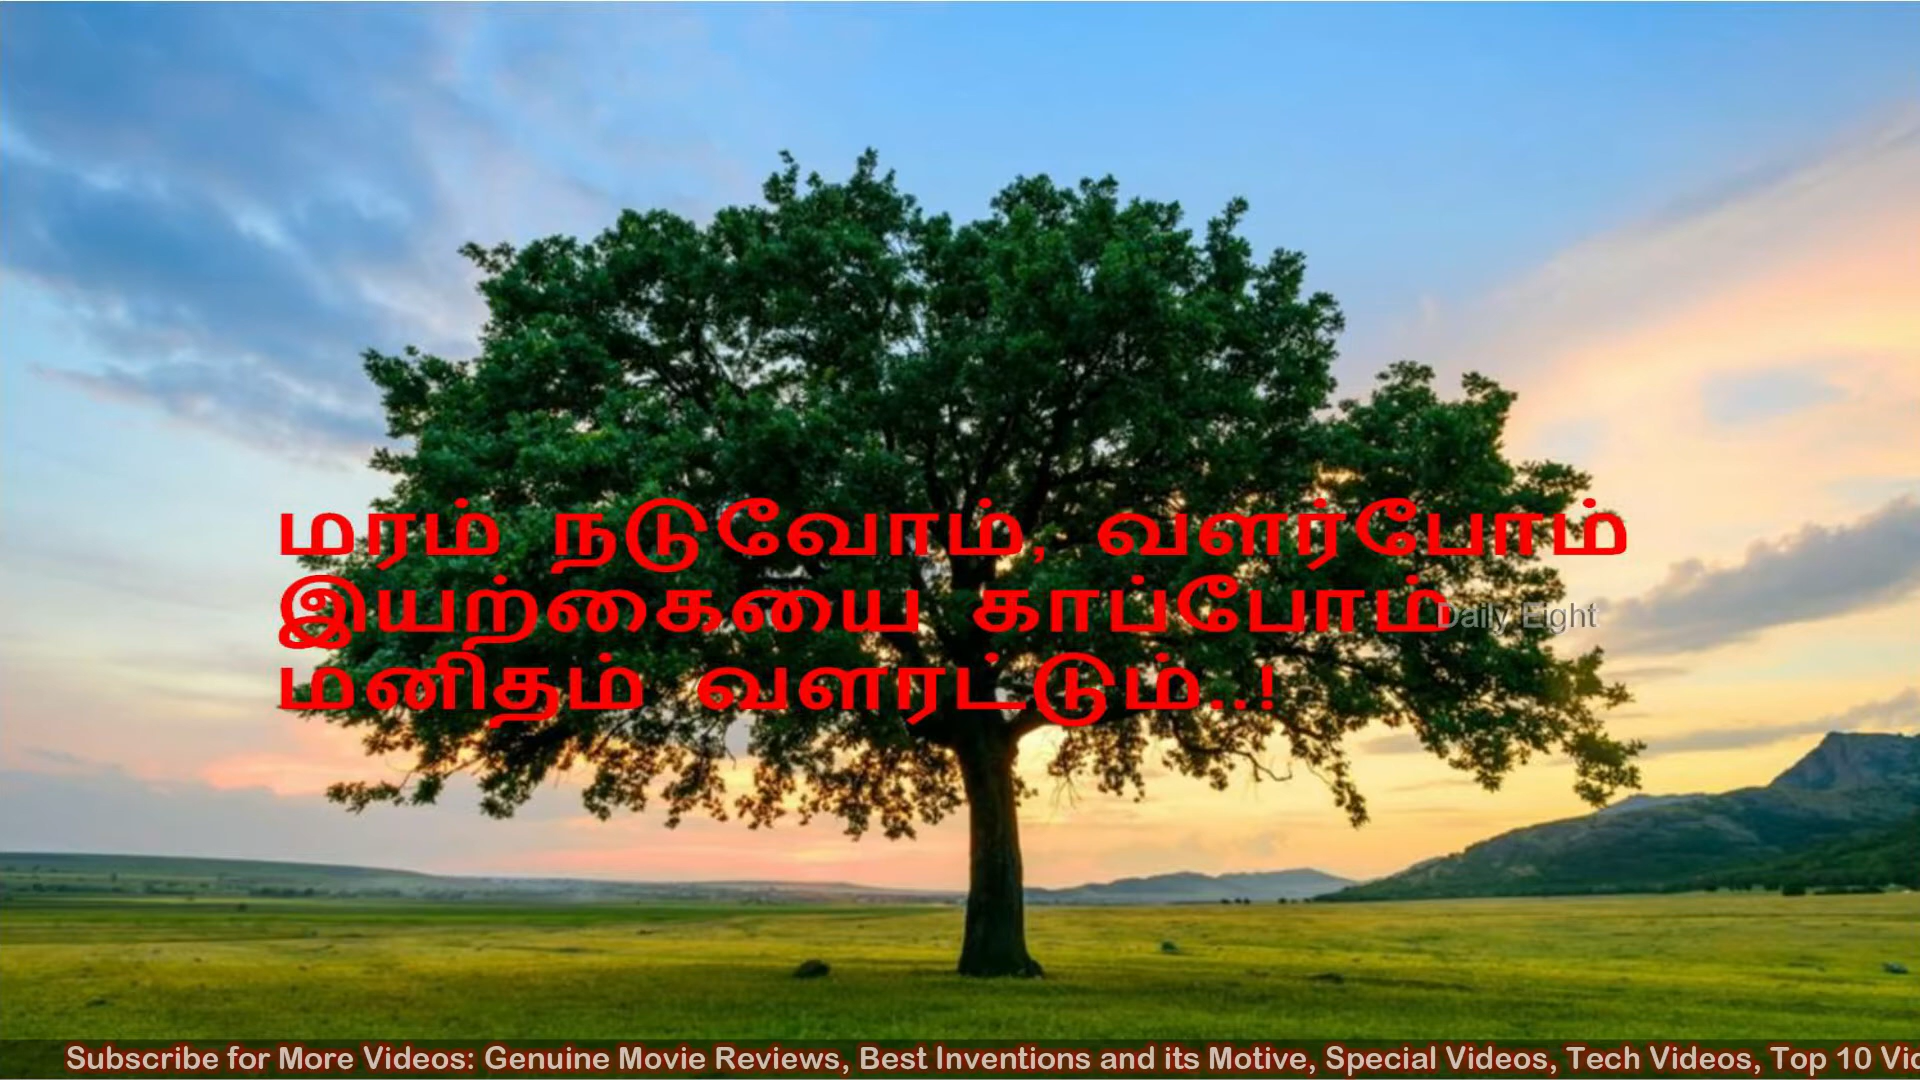 மரம் நடுவோம், வளர்போம்
இயற்கையை காப்போம்
Daily Eight
மனிதம் வளரட்டும்..!
Subscribe for More Videos: Genuine Movie Reviews, Best Inventions and its Motive, Special Videos, Tech Videos, Top 10